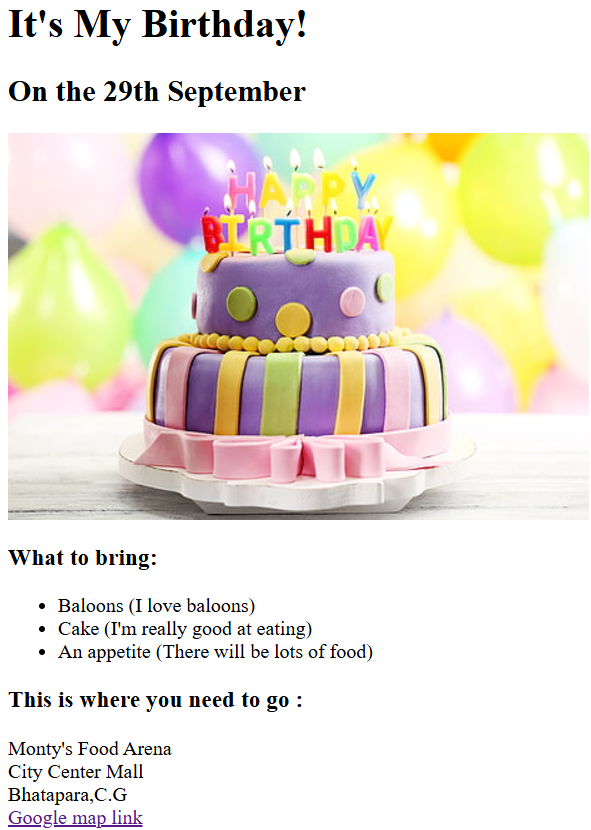 It's My Birthday!
On the 29th September
HAPPY
BIRTHDAY
What to bring:
Baloons (I love baloons)
Cake (I'm really good at eating)
An appetite (There will be lots of food)
This is where you need to go :
Monty's Food Arena
City Center Mall
Bhatapara,C.G
Google map link